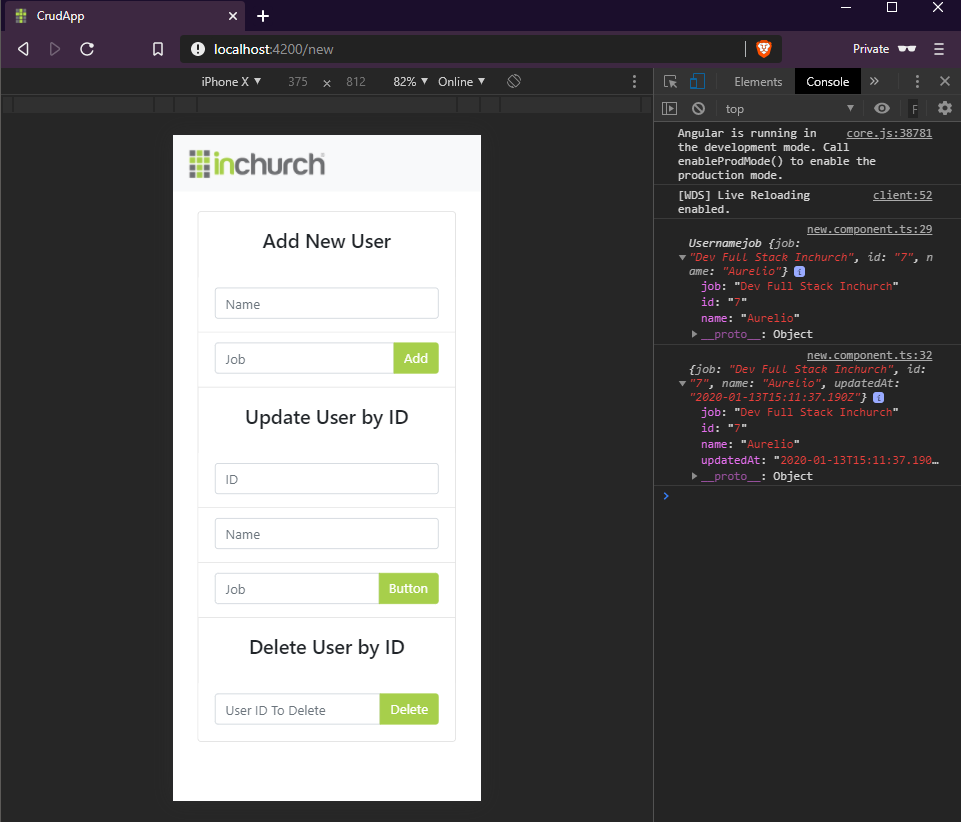 CrudApp
localhost:4200/new
Private
iPhone X ▼ 375 x 812 82% ▼ Online ▼
Elements Console »
top ▼ F
inchurch
Add New User
Name
Job Add
Update User by ID
ID
Name
Job Button
Delete User by ID
User ID To Delete Delete
Angular is running in core.js:38781
the development mode. Call
enableProdMode() to enable the
production mode.
[WDS] Live Reloading client:52
enabled.
new.component.ts:29
Usernamejob {job:
"Dev Full Stack Inchurch", id: "7", n
ame: "Aurelio"} i
job: "Dev Full Stack Inchurch"
id: "7"
name: "Aurelio"
__proto__: Object
new.component.ts:32
{job: "Dev Full Stack Inchurch", id:
"7", name: "Aurelio", updatedAt:
"2020-01-13T15:11:37.190Z"} i
job: "Dev Full Stack Inchurch"
id: "7"
name: "Aurelio"
updatedAt: "2020-01-13T15:11:37.190…
__proto__: Object